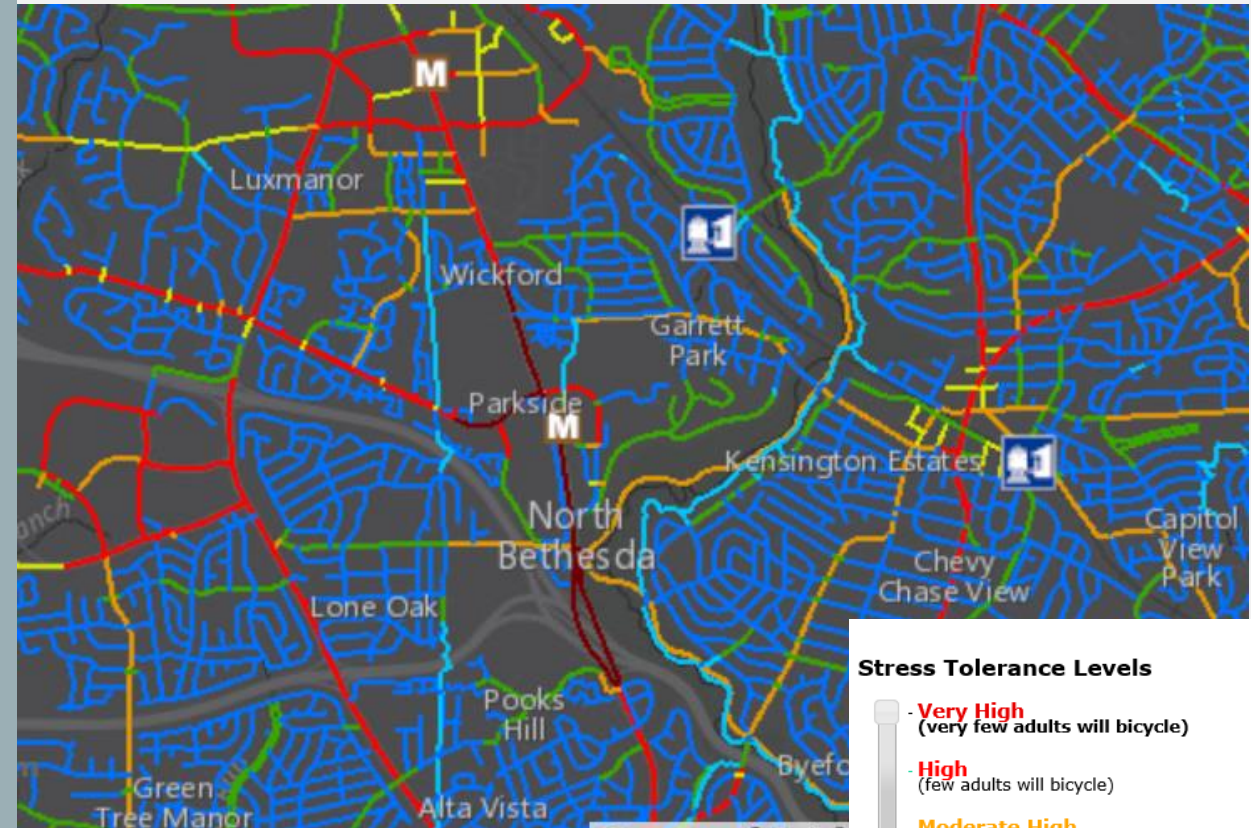 M
Luxmanor
Wickford
Garrett
Park
Parkside
M
Kensington Estates
North
Bethesda
Capitol
View
Park
Chevy
Chase View
Lone Oak
Pooks
Hill
Green
Tree Manor
Alta Vista
Stress Tolerance Levels
- Very High
(very few adults will bicycle)
- High
(few adults will bicycle)
Moderate High